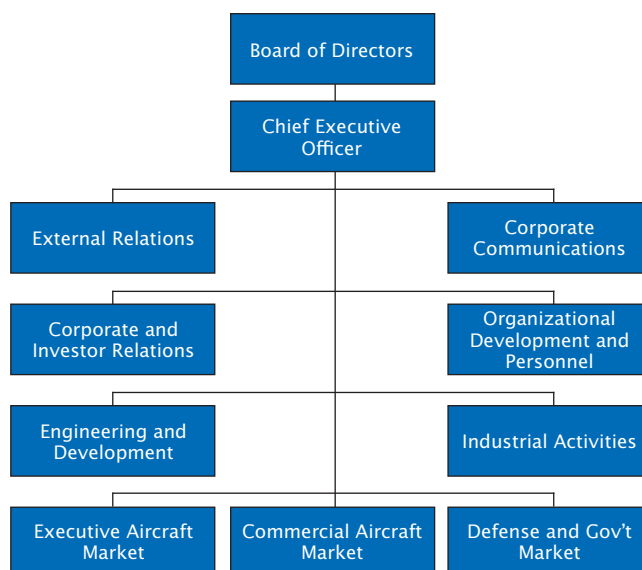 Board of Directors
Chief Executive
Officer
External Relations
Corporate
Communications
Corporate and
Investor Relations
Organizational
Development and
Personnel
Engineering and
Development
Industrial Activities
Executive Aircraft
Market
Commercial Aircraft
Market
Defense and Gov't
Market